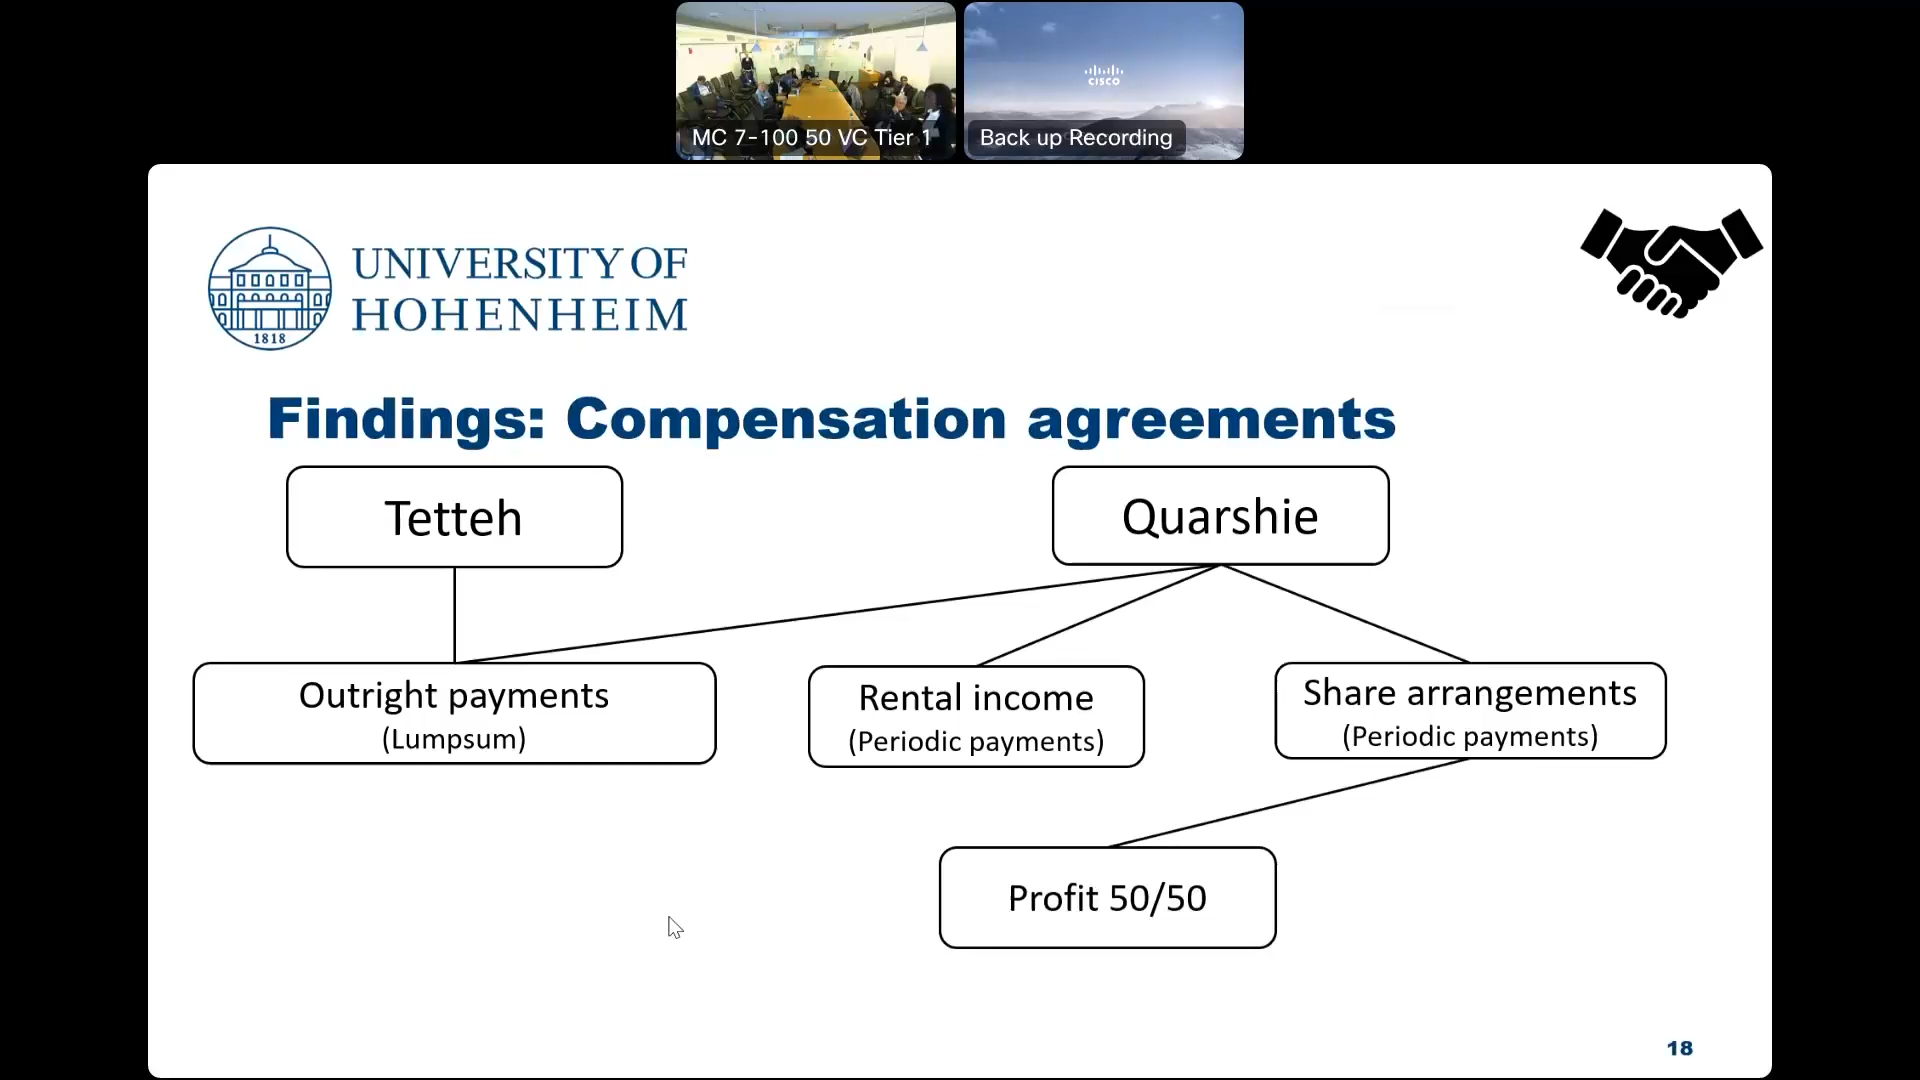 MC 7-100 50 VC Tier 1
CISCO
Back up Recording
UNIVERSITY OF
HOHENHEIM
1818
Findings: Compensation agreements
Tetteh
Quarshie
Outright payments
(Lumpsum)
Rental income
(Periodic payments)
Share arrangements
(Periodic payments)
Profit 50/50
18